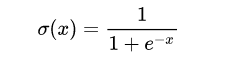 σ(x) = 1 / (1 + e^{-x})